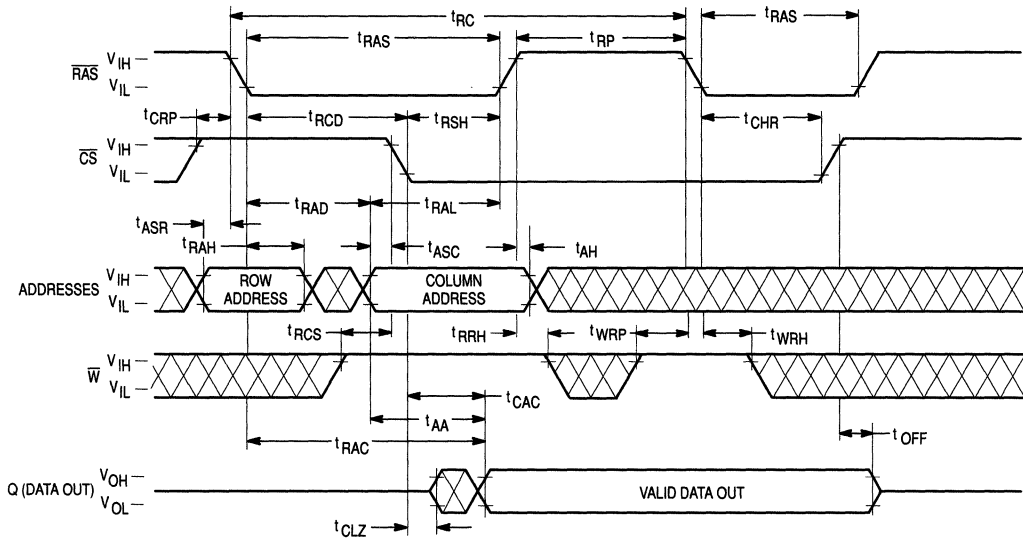 tRC
tRAS
tRAS
tRP
RAS
VIH
VIL
tCRP
tRCD
tRSH
tCHR
CS
VIH
VIL
tRAD
tRAL
tASR
tRAH
tASC
tAH
ADDRESSES
VIH
VIL
ROW
ADDRESS
COLUMN
ADDRESS
tRCS
tRRH
tWRP
tWRH
W
VIH
VIL
tCAC
tAA
tRAC
tOFF
Q (DATA OUT)
VOH
VOL
VALID DATA OUT
tCLZ